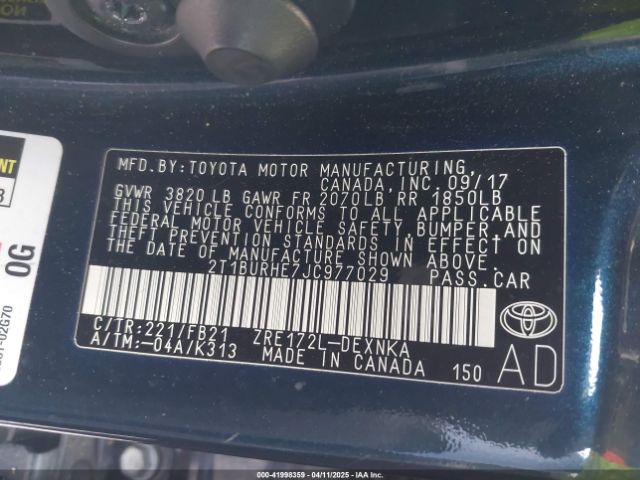 MFD.BY:TOYOTA MOTOR MANUFACTURING,
CANADA, INC. 09/17
GVWR 3820 LB GAWR FR 2070LB RR 1850LB
THIS VEHICLE CONFORMS TO ALL APPLICABLE
FEDERAL MOTOR VEHICLE SAFETY, BUMPER, AND
THEFT PREVENTION STANDARDS IN EFFECT ON
THE DATE OF MANUFACTURE SHOWN ABOVE.
2T1BURHE7JC977029 PASS.CAR
C/TR:221/FB21 ZRE172L-DEXNKA
A/TM:-04A/K313 MADE IN CANADA 150
AD
0G
000-41998359 - 04/11/2025 - IAAI.COM